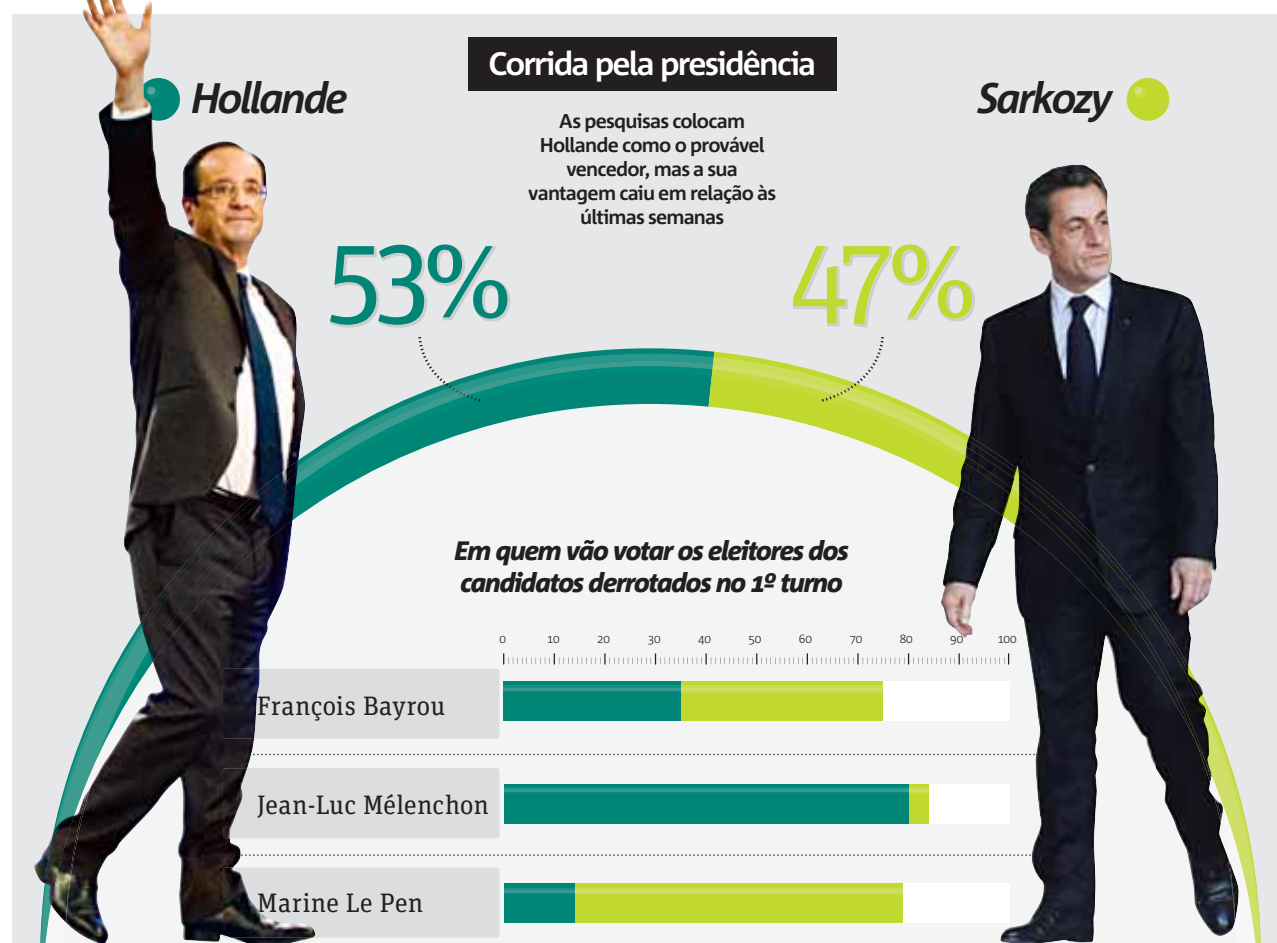 Corrida pela presidência
Hollande
Sarkozy
As pesquisas colocam
Hollande como o provável
vencedor, mas a sua
vantagem caiu em relação às
últimas semanas
53%
47%
Em quem vão votar os eleitores dos
candidatos derrotados no 1º turno
0 10 20 30 40 50 60 70 80 90 100
François Bayrou
Jean-Luc Mélenchon
Marine Le Pen